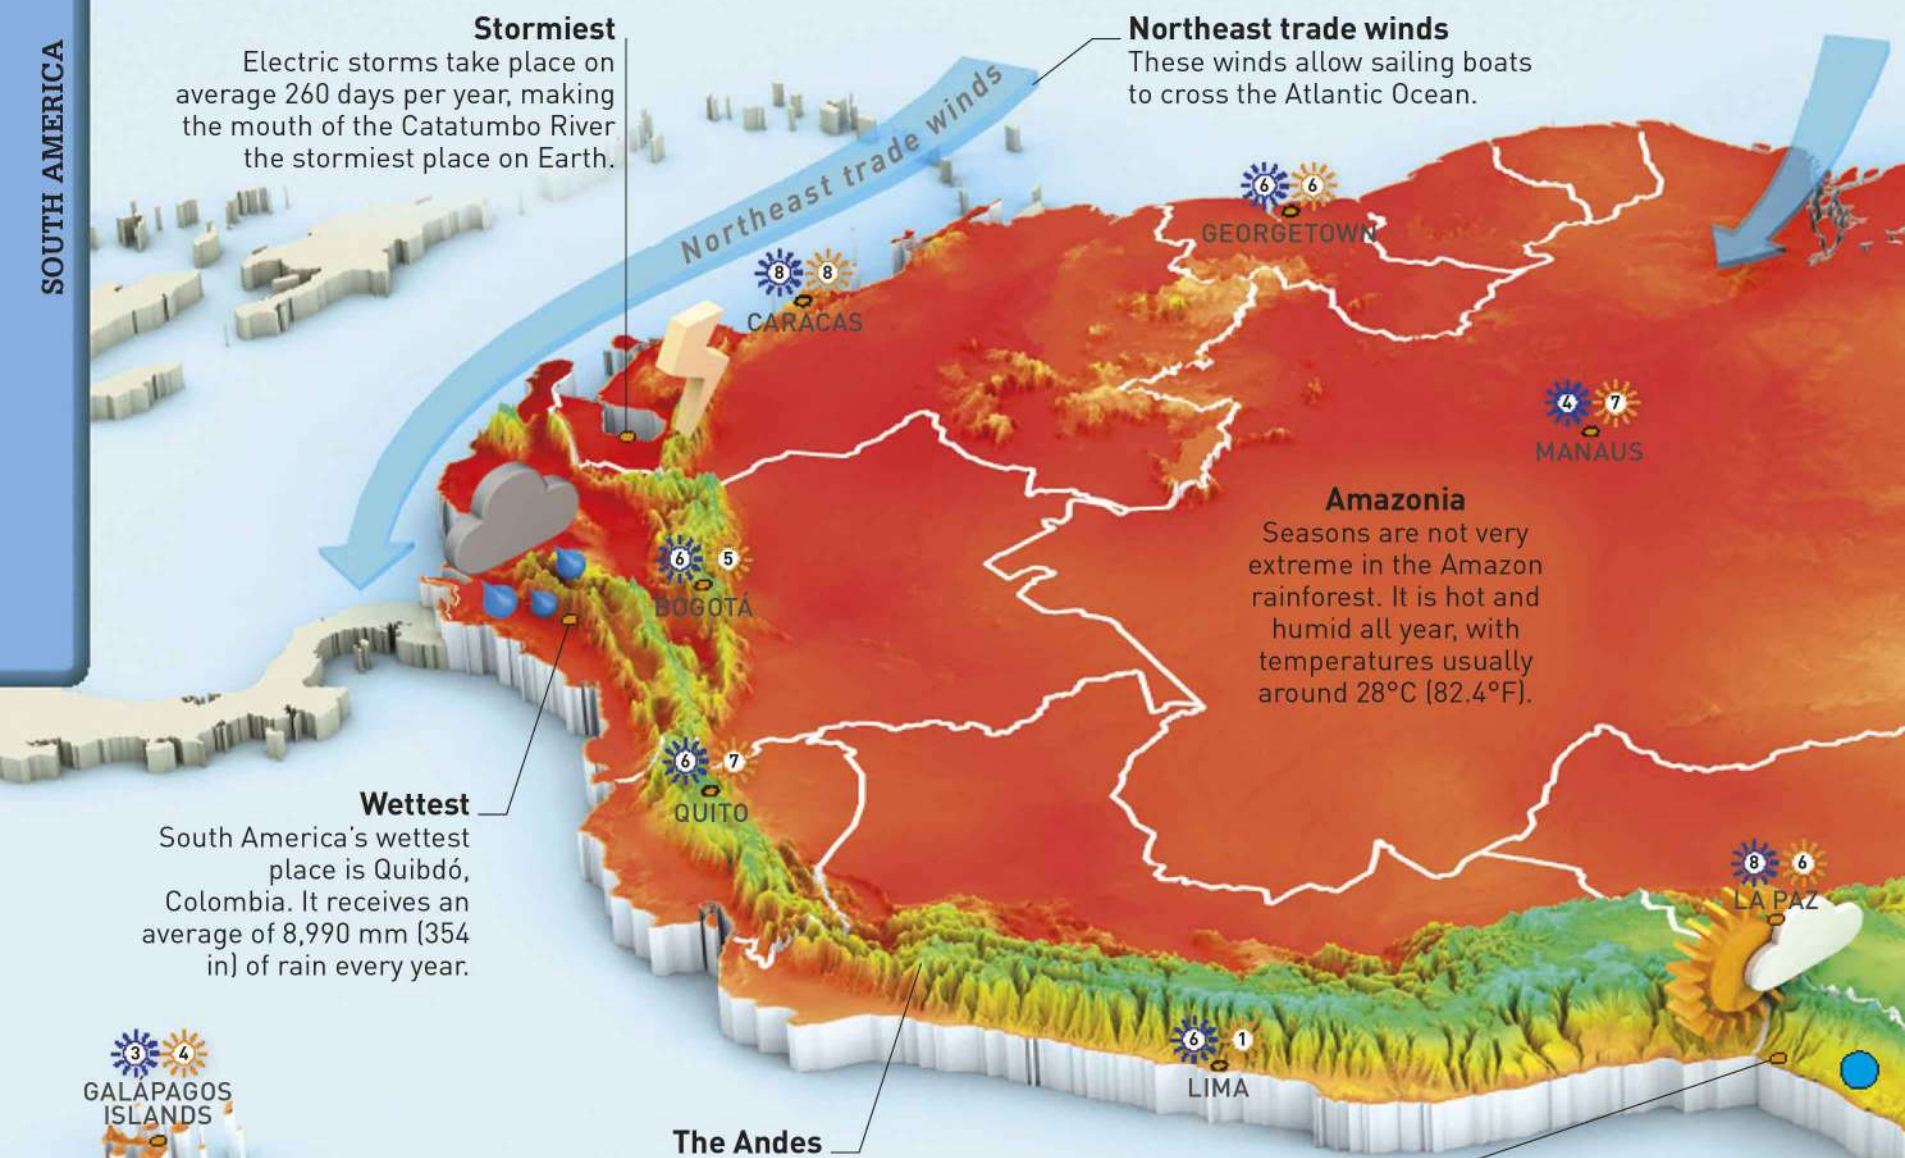 SOUTH AMERICA
Stormiest
Electric storms take place on
average 260 days per year, making
the mouth of the Catatumbo River
the stormiest place on Earth.
Northeast trade winds
These winds allow sailing boats
to cross the Atlantic Ocean.
Northeast trade winds
6 6
GEORGETOWN
8 8
CARACAS
4 7
MANAUS
Amazonia
Seasons are not very
extreme in the Amazon
rainforest. It is hot and
humid all year, with
temperatures usually
around 28°C (82.4°F).
6 5
BOGOTÁ
6 7
QUITO
Wettest
South America's wettest
place is Quibdó,
Colombia. It receives an
average of 8,990 mm (354
in) of rain every year.
8 6
LA PAZ
3 4
GALÁPAGOS
ISLANDS
6 1
LIMA
The Andes